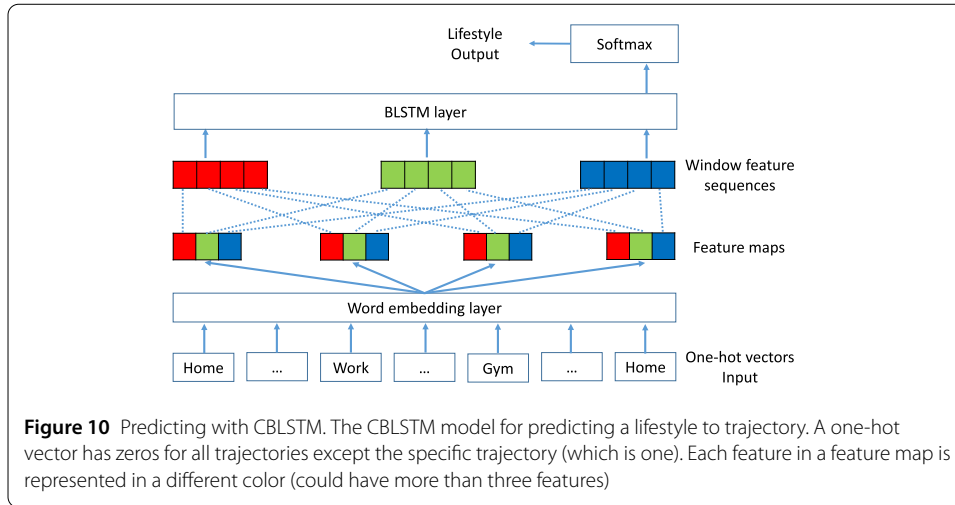 Lifestyle
Output
Softmax
BLSTM layer
Window feature
sequences
Feature maps
Word embedding layer
Home
...
Work
...
Gym
...
Home
One-hot vectors
Input
Figure 10 Predicting with CBLSTM. The CBLSTM model for predicting a lifestyle to trajectory. A one-hot
vector has zeros for all trajectories except the specific trajectory (which is one). Each feature in a feature map is
represented in a different color (could have more than three features)